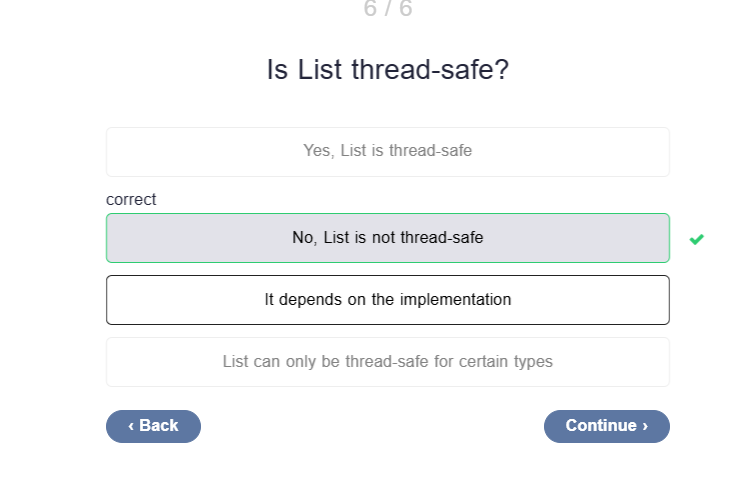 6 / 6
Is List thread-safe?
Yes, List is thread-safe
correct
No, List is not thread-safe
It depends on the implementation
List can only be thread-safe for certain types
‹ Back
Continue ›